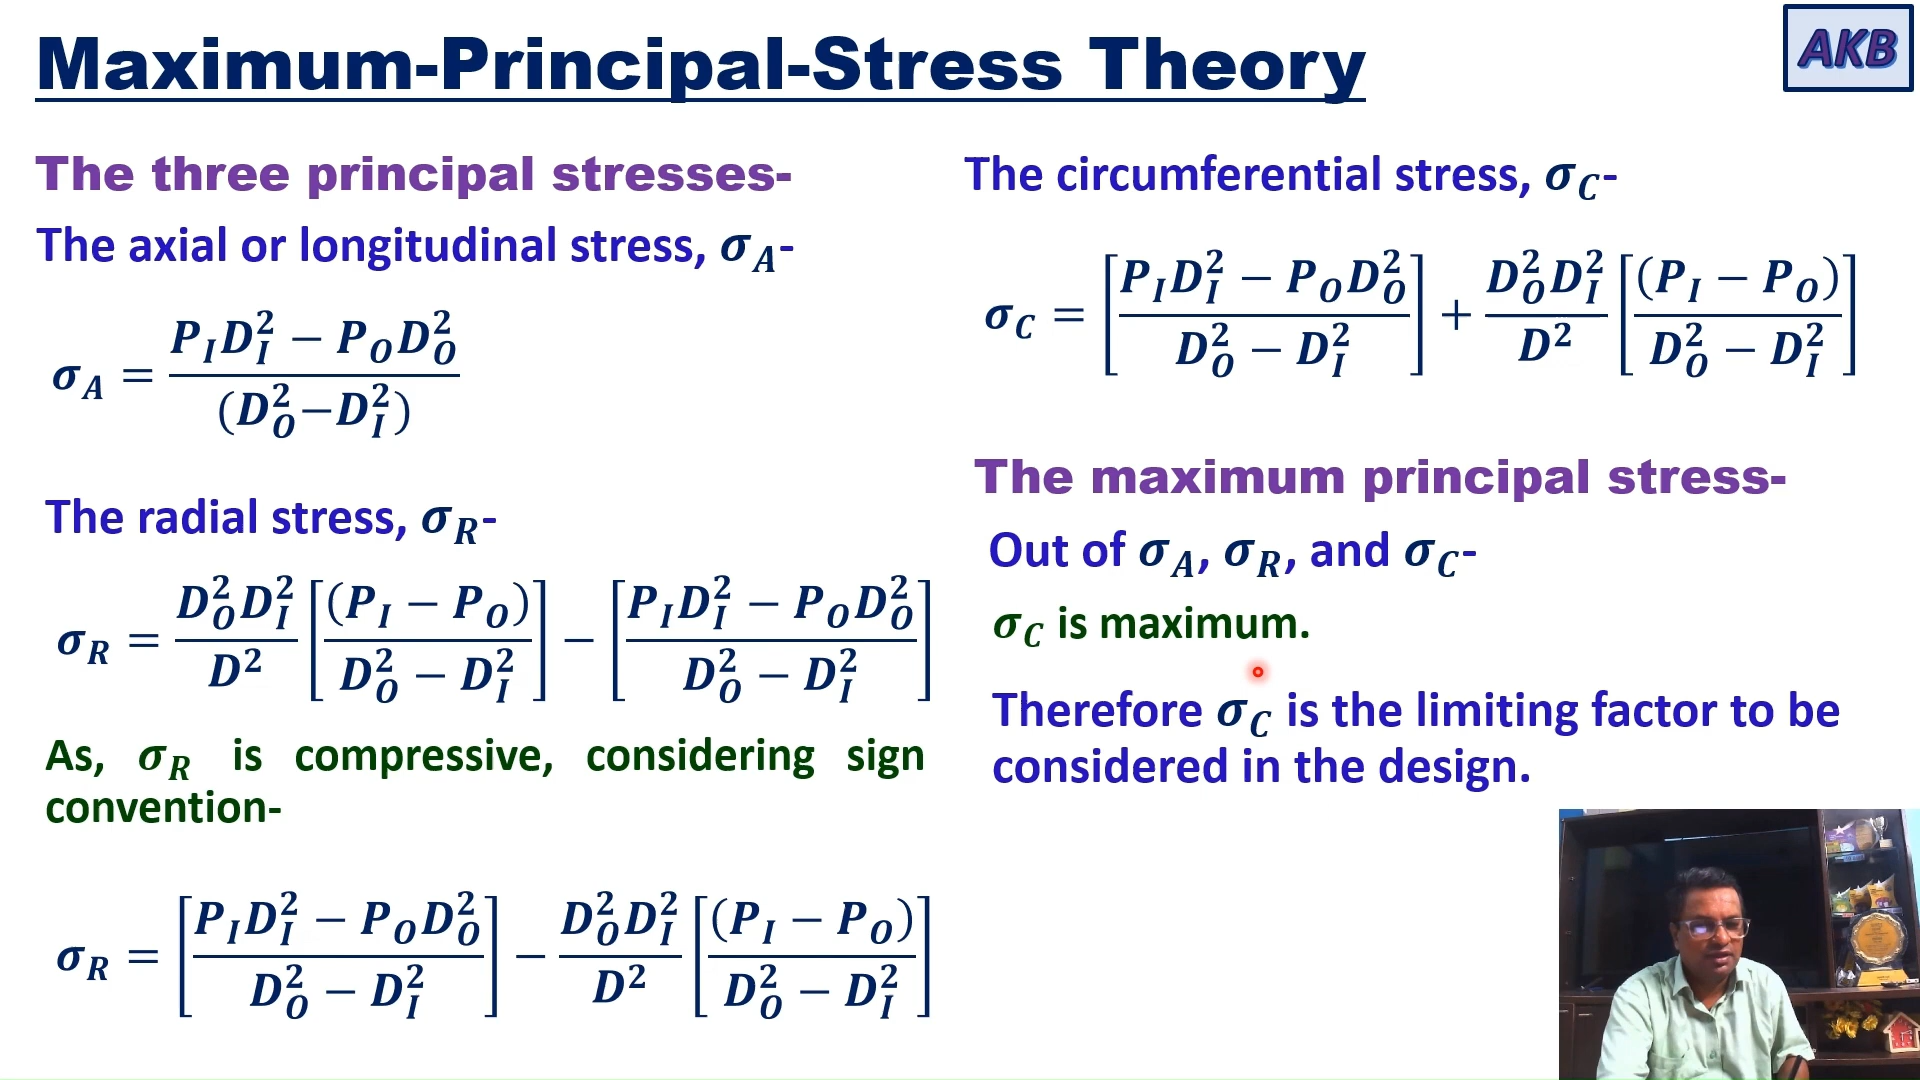 Maximum-Principal-Stress Theory
AKB
The three principal stresses-
The axial or longitudinal stress, σ_A-
σ_A = (P_I D_I^2 − P_O D_O^2) / (D_O^2−D_I^2)
The radial stress, σ_R-
σ_R = D_O^2 D_I^2 / D^2 [(P_I − P_O) / D_O^2 − D_I^2] − [P_I D_I^2 − P_O D_O^2 / D_O^2 − D_I^2]
As, σ_R is compressive, considering sign
convention-
σ_R = [P_I D_I^2 − P_O D_O^2 / D_O^2 − D_I^2] − D_O^2 D_I^2 / D^2 [(P_I − P_O) / D_O^2 − D_I^2]
The circumferential stress, σ_C-
σ_C = [P_I D_I^2 − P_O D_O^2 / D_O^2 − D_I^2] + D_O^2 D_I^2 / D^2 [(P_I − P_O) / D_O^2 − D_I^2]
The maximum principal stress-
Out of σ_A, σ_R, and σ_C-
σ_C is maximum.
Therefore σ_C is the limiting factor to be
considered in the design.